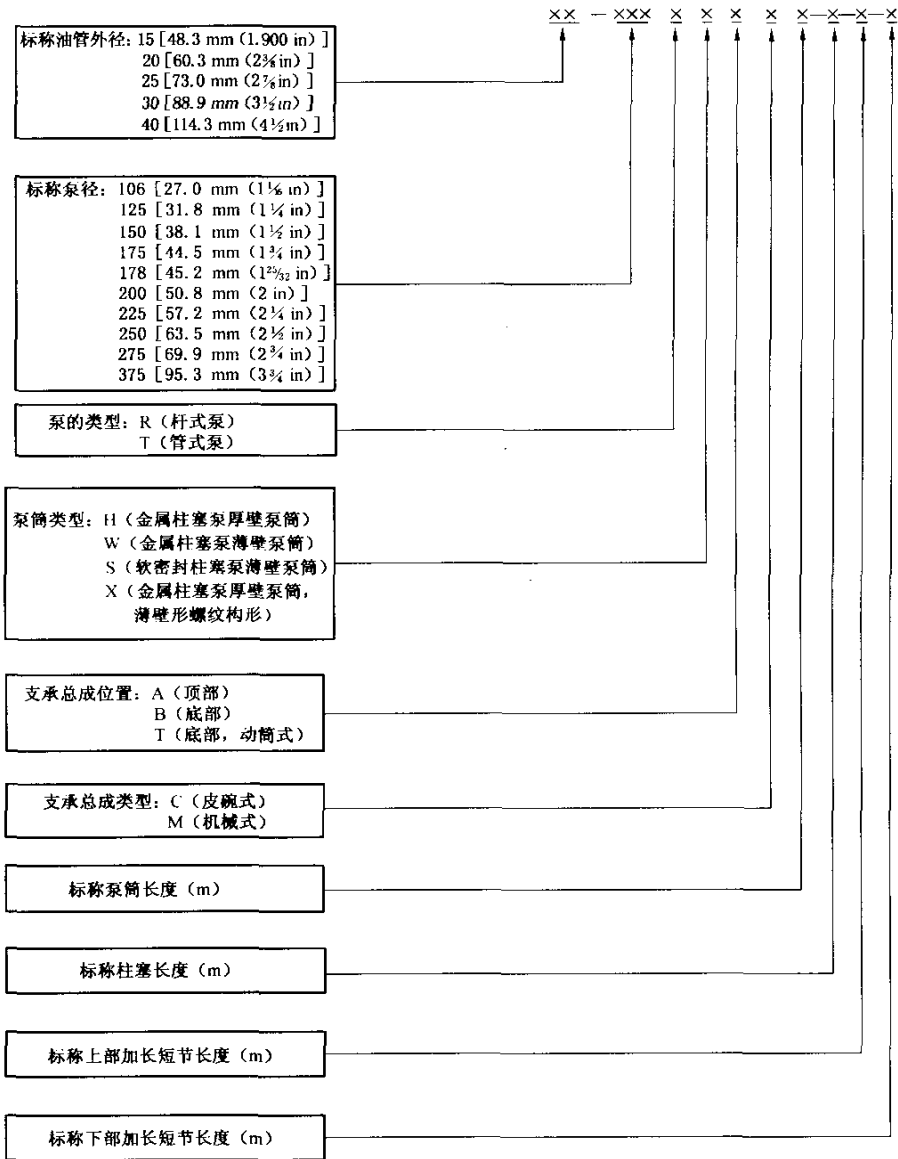 ×× - ××× × × × × ×-×-×-×
标称油管外径: 15 [48.3 mm (1.900 in) ]
20 [60.3 mm (2⅜ in) ]
25 [73.0 mm (2⅞ in) ]
30 [88.9 mm (3½ in) ]
40 [114.3 mm (4½ in) ]
标称泵径: 106 [27.0 mm (1⅟₁₆ in) ]
125 [31.8 mm (1¼ in) ]
150 [38.1 mm (1½ in) ]
175 [44.5 mm (1¾ in) ]
178 [45.2 mm (1²⁵⁄₃₂ in) ]
200 [50.8 mm (2 in) ]
225 [57.2 mm (2¼ in) ]
250 [63.5 mm (2½ in) ]
275 [69.9 mm (2¾ in) ]
375 [95.3 mm (3¾ in) ]
泵的类型: R (杆式泵)
T (管式泵)
泵筒类型: H (金属柱塞泵厚壁泵筒)
W (金属柱塞泵薄壁泵筒)
S (软密封柱塞泵薄壁泵筒)
X (金属柱塞泵厚壁泵筒,
薄壁形螺纹构形)
支承总成位置: A (顶部)
B (底部)
T (底部, 动筒式)
支承总成类型: C (皮碗式)
M (机械式)
标称泵筒长度 (m)
标称柱塞长度 (m)
标称上部加长短节长度 (m)
标称下部加长短节长度 (m)